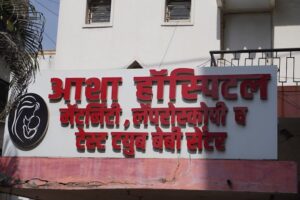 आशा हॉस्पिटल
मॅटर्निटी, लॅप्रोस्कोपी व
टेस्ट ट्युब बेबी सेंटर